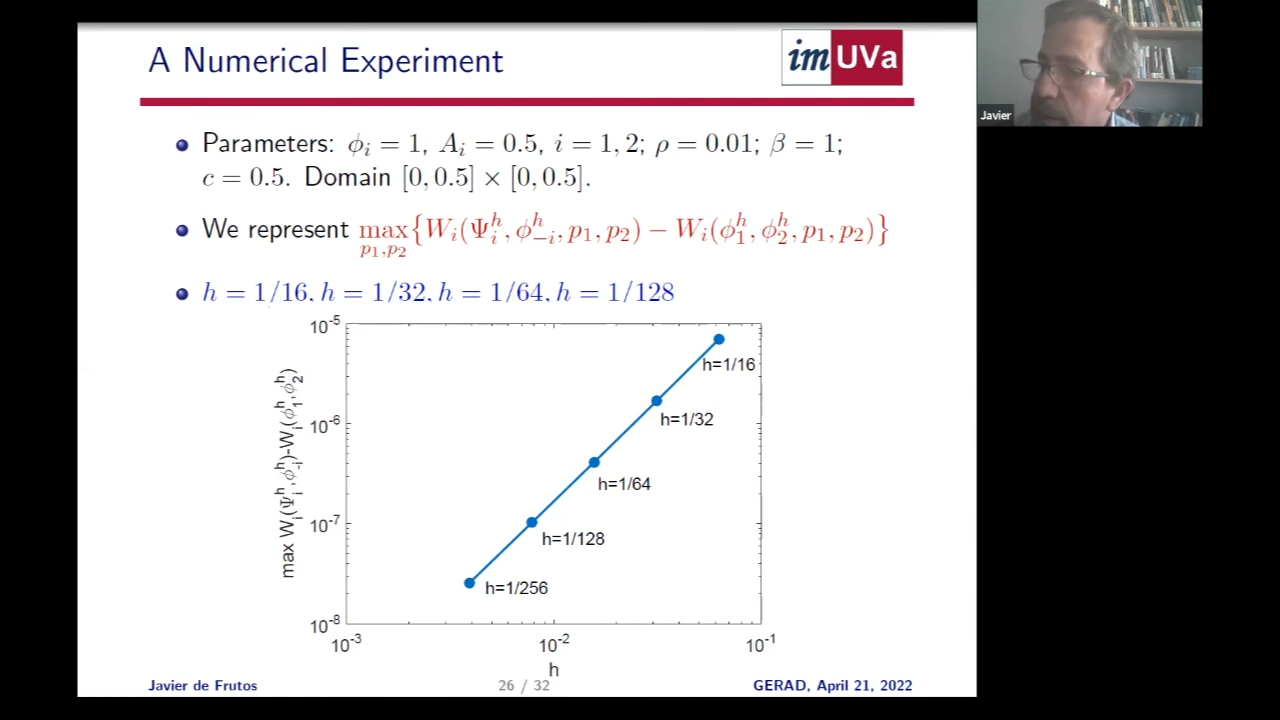 A Numerical Experiment
im UVa
Javier
Parameters: ϕ_i = 1, A_i = 0.5, i = 1, 2; ρ = 0.01; β = 1;
c = 0.5. Domain [0, 0.5] × [0, 0.5].
We represent max_{p_1,p_2} {W_i(Ψ_i^h, ϕ_{-i}^h, p_1, p_2) − W_i(ϕ_1^h, ϕ_2^h, p_1, p_2)}
h = 1/16, h = 1/32, h = 1/64, h = 1/128
max W_i(Ψ_i^h,ϕ_{-i}^h)-W_i(ϕ_1^h,ϕ_2^h)
10^-5
10^-6
10^-7
10^-8
h=1/16
h=1/32
h=1/64
h=1/128
h=1/256
10^-3 10^-2 10^-1
h
Javier de Frutos 26 / 32 GERAD, April 21, 2022